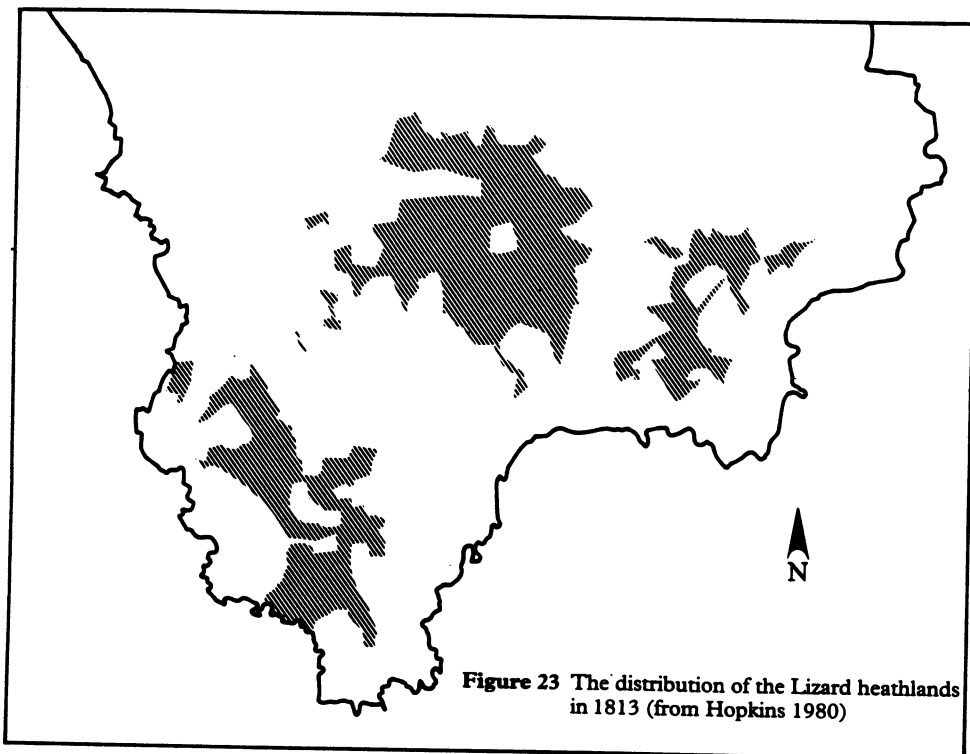 N
Figure 23 The distribution of the Lizard heathlands
in 1813 (from Hopkins 1980)